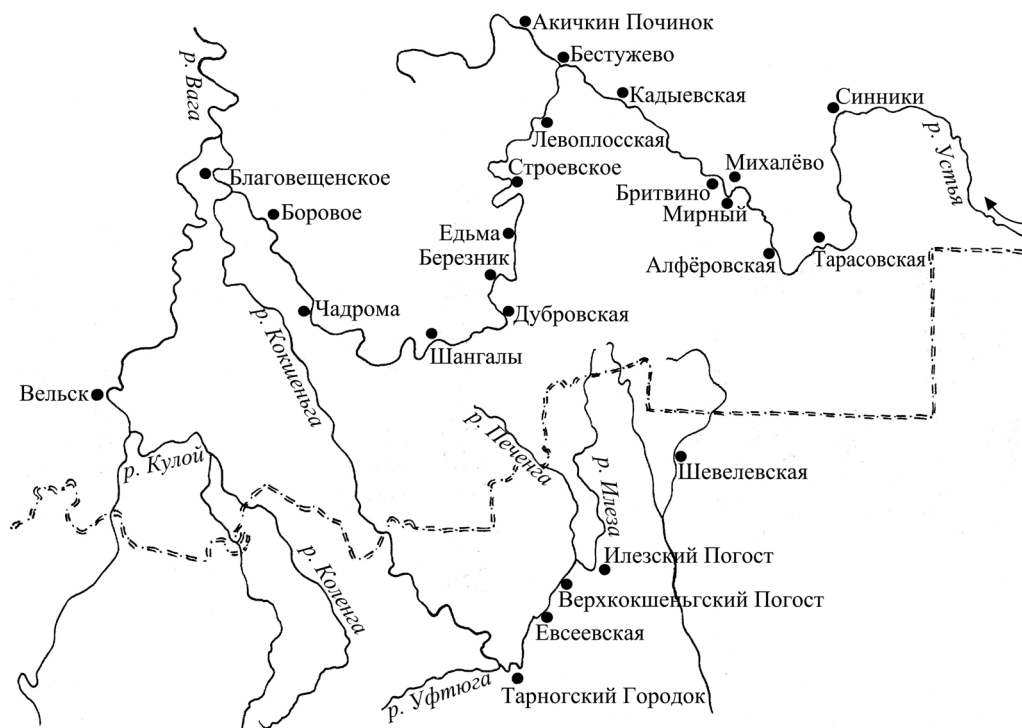 Акичкин Починок
Бестужево
р. Вага
Кадыевская
Синники
Левоплосская
р. Устья
Михалёво
Строевское
Благовещенское
Бритвино
Мирный
Боровое
Едьма
Березник
Алфёровская
Тарасовская
Чадрома
Дубровская
р. Кокшеньга
Шангалы
Вельск
р. Печенга
р. Кулой
р. Илеза
Шевелевская
р. Коленга
Илезский Погост
Верхкокшеньгский Погост
Евсеевская
р. Уфтюга
Тарногский Городок